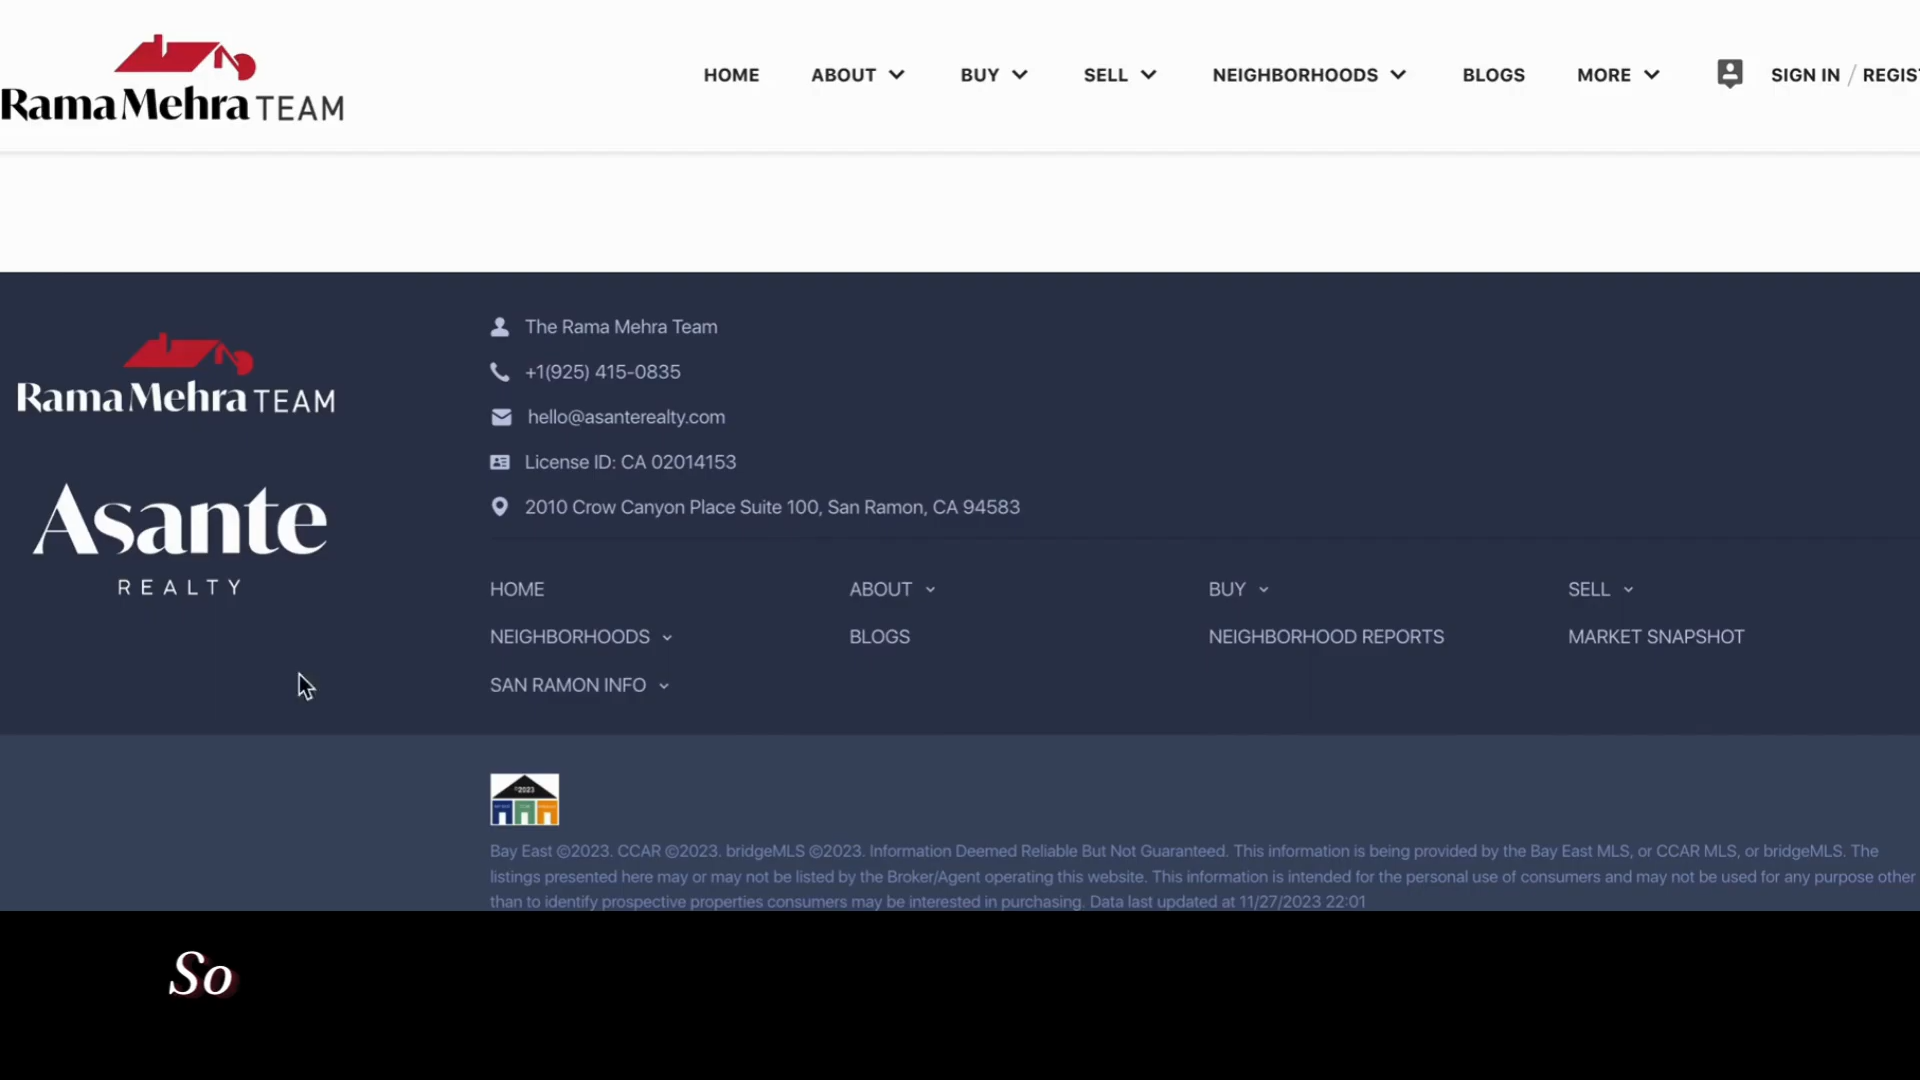 Rama Mehra TEAM
HOME ABOUT BUY SELL NEIGHBORHOODS BLOGS MORE SIGN IN / REGIS
The Rama Mehra Team
+1(925) 415-0835
Rama Mehra TEAM
hello@asanterealty.com
License ID: CA 02014153
2010 Crow Canyon Place Suite 100, San Ramon, CA 94583
Asante
REALTY
HOME ABOUT BUY SELL
NEIGHBORHOODS BLOGS NEIGHBORHOOD REPORTS MARKET SNAPSHOT
SAN RAMON INFO
©2023
Bay East ©2023. CCAR ©2023. bridgeMLS ©2023. Information Deemed Reliable But Not Guaranteed. This information is being provided by the Bay East MLS, or CCAR MLS, or bridgeMLS. The
listings presented here may or may not be listed by the Broker/Agent operating this website. This information is intended for the personal use of consumers and may not be used for any purpose other
than to identify prospective properties consumers may be interested in purchasing. Data last updated at 11/27/2023 22:01
So